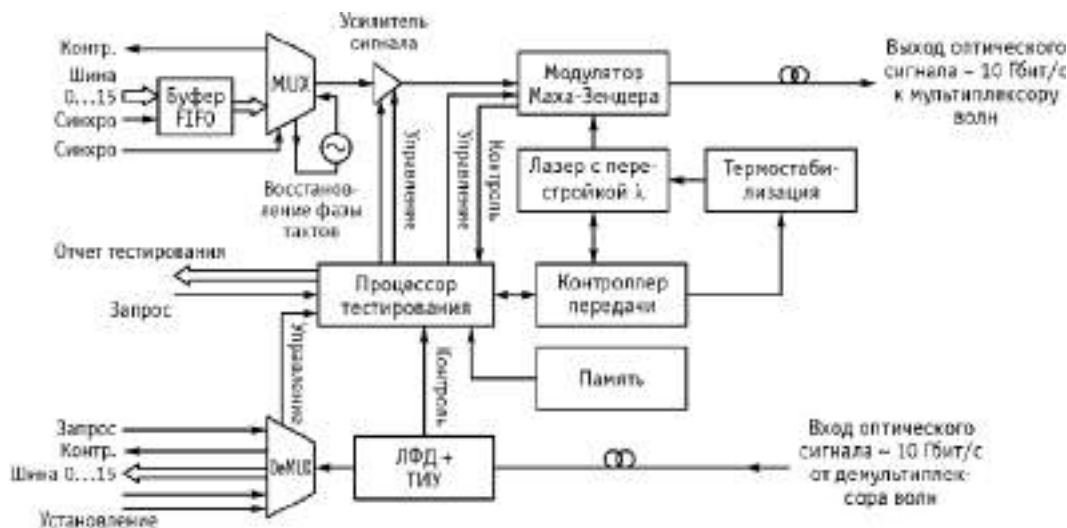 Усилитель
сигнала
Контр.
Шина
0...15
Синхро
Синхро
Буфер
FIFO
MUX
Восстанов-
ление фазы
тактов
Управление
Управление
Контроль
Модулятоз
Маха-Зендера
Выход оптического
сигнала ~ 10 Гбит/с
к мультиплексору
волн
Лазер с пере-
стройкой λ
Термостаби-
лизация
Отчет тестирования
Запрос
Процессор
тестирования
Контроллер
передачи
Управление
Контроль
Память
Запрос
Контр.
Шина 0...15
Установление
DeMUX
ЛФД +
ТИУ
Вход оптического
сигнала ~ 10 Гбит/с
от демультиплек-
сора волн